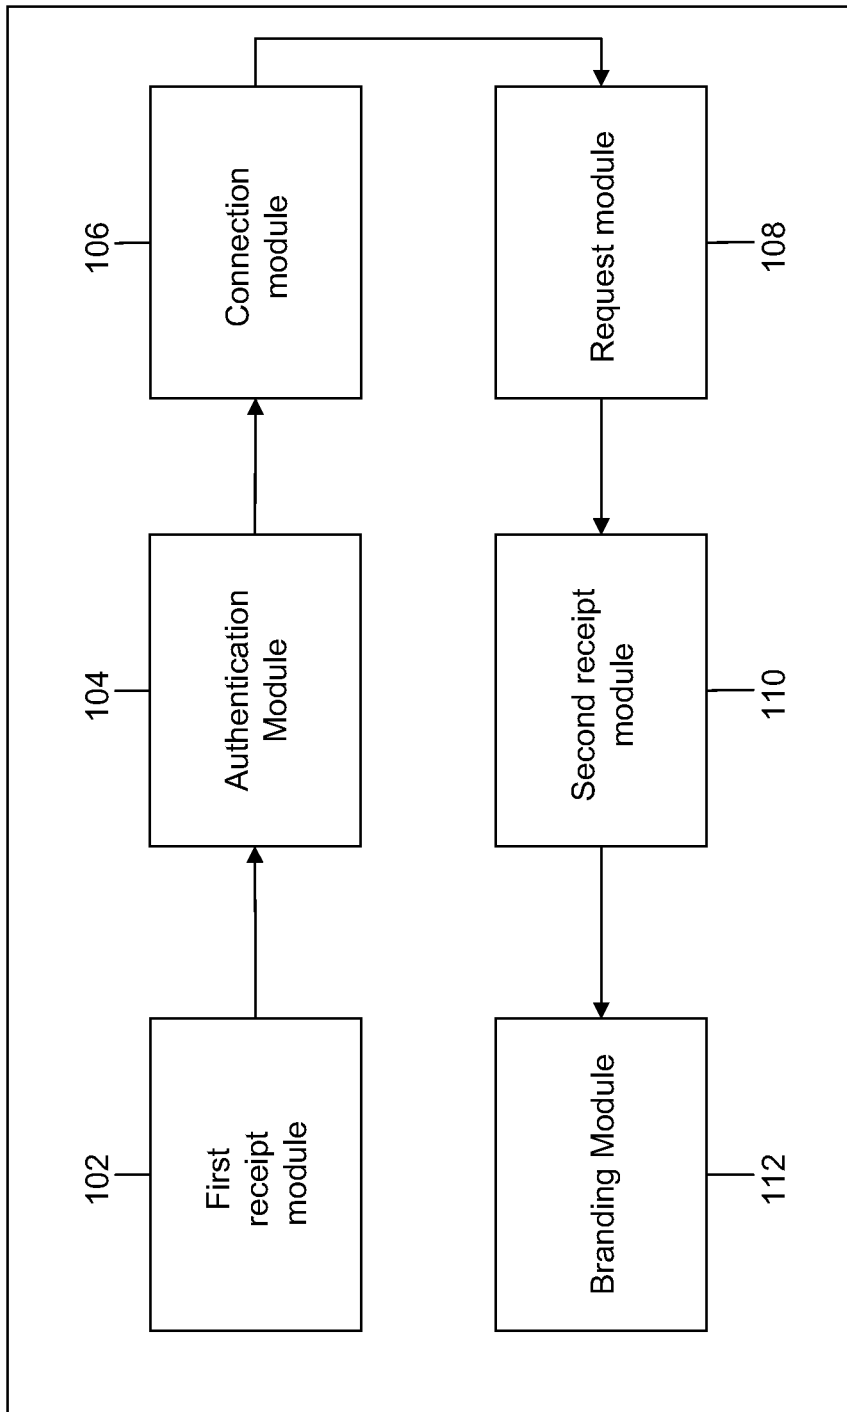 102
First
receipt
module
104
Authentication
Module
106
Connection
module
108
Request module
110
Second receipt
module
112
Branding Module